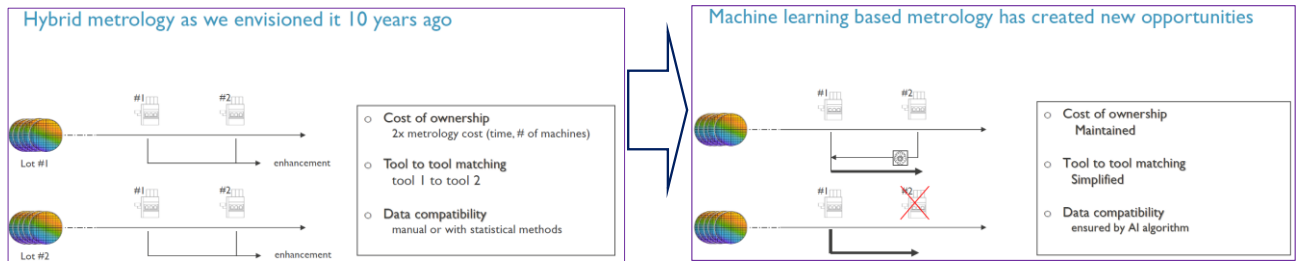 Hybrid metrology as we envisioned it 10 years ago
#1
#2
enhancement
Lot #1
#1
#2
enhancement
Lot #2
Cost of ownership
2x metrology cost (time, # of machines)
Tool to tool matching
tool 1 to tool 2
Data compatibility
manual or with statistical methods
Machine learning based metrology has created new opportunities
#1
#2
#1
#2
Cost of ownership
Maintained
Tool to tool matching
Simplified
Data compatibility
ensured by AI algorithm